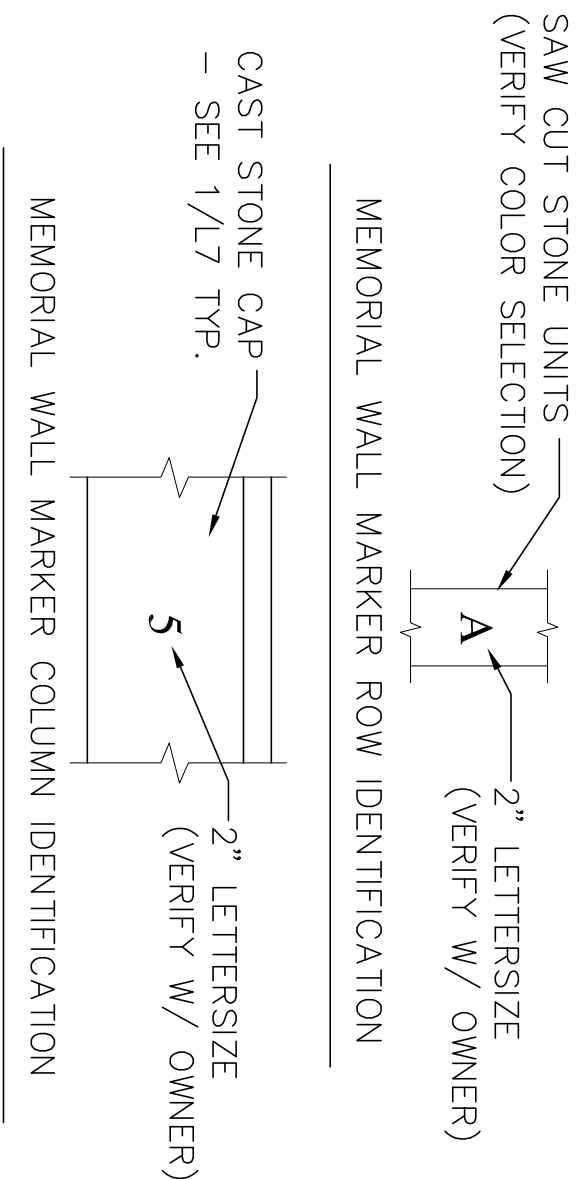 SAW CUT STONE UNITS
(VERIFY COLOR SELECTION)
A
2" LETTERSIZE
(VERIFY W/ OWNER)
MEMORIAL WALL MARKER ROW IDENTIFICATION
CAST STONE CAP
- SEE 1/L7 TYP.
5
2" LETTERSIZE
(VERIFY W/ OWNER)
MEMORIAL WALL MARKER COLUMN IDENTIFICATION